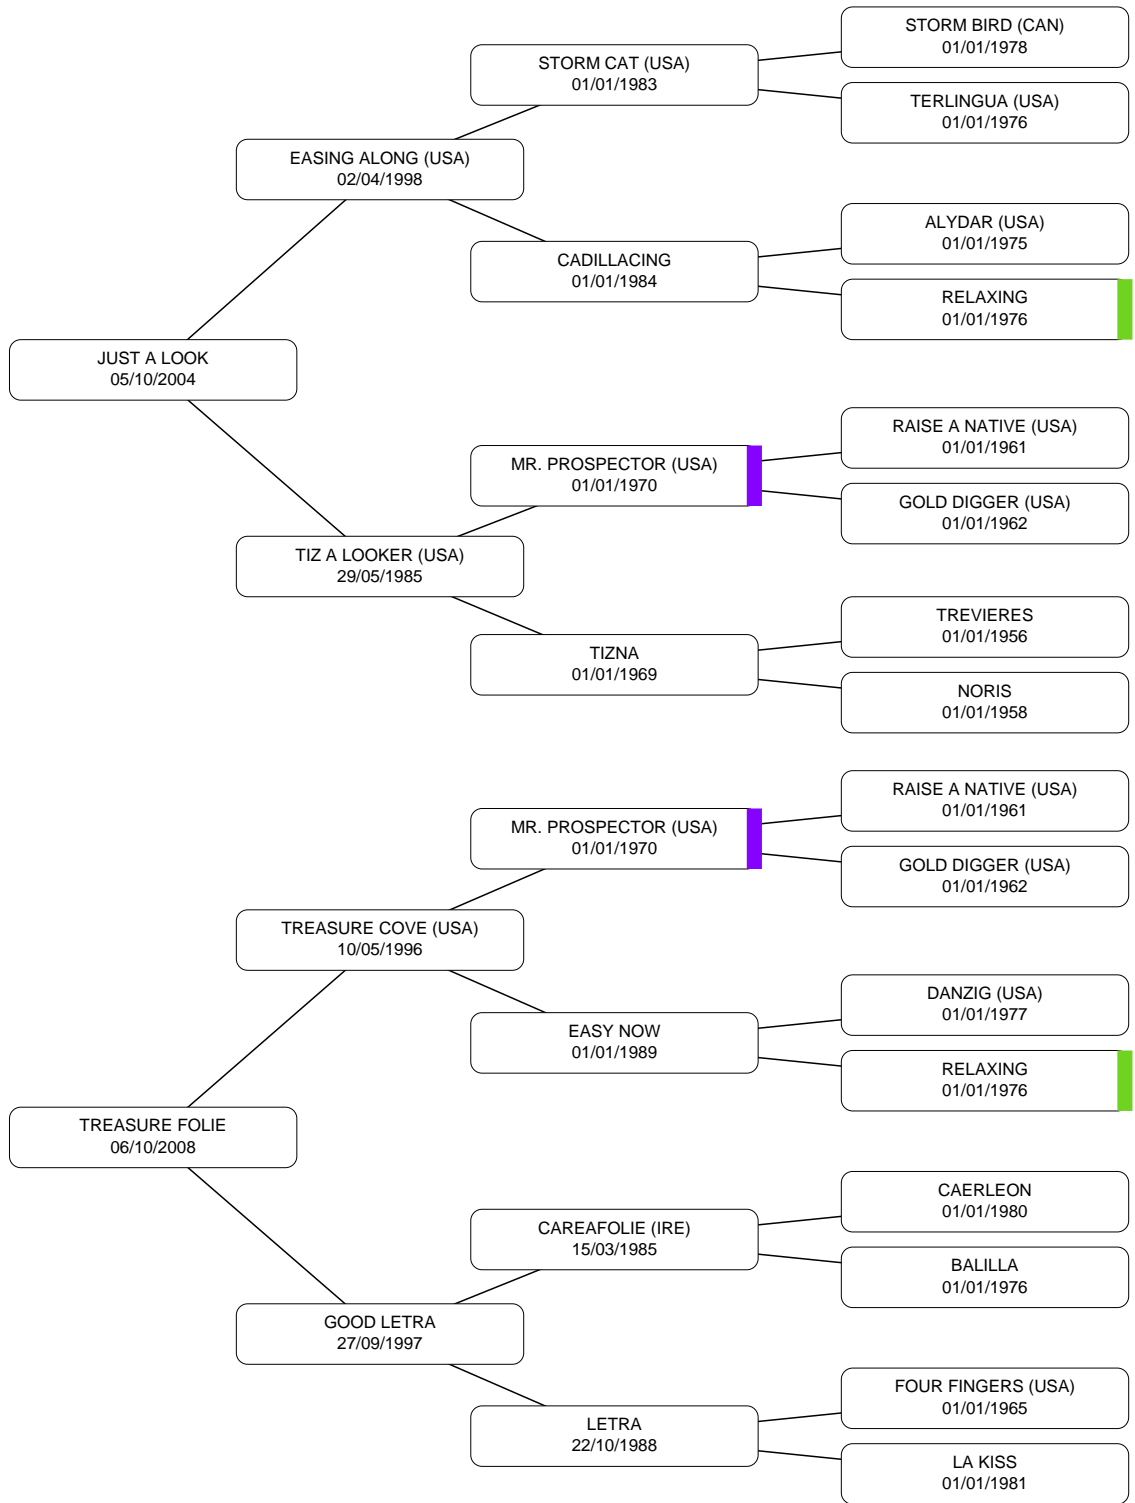 STORM BIRD (CAN)
01/01/1978
STORM CAT (USA)
01/01/1983
TERLINGUA (USA)
01/01/1976
EASING ALONG (USA)
02/04/1998
ALYDAR (USA)
01/01/1975
CADILLACING
01/01/1984
RELAXING
01/01/1976
JUST A LOOK
05/10/2004
RAISE A NATIVE (USA)
01/01/1961
MR. PROSPECTOR (USA)
01/01/1970
GOLD DIGGER (USA)
01/01/1962
TIZ A LOOKER (USA)
29/05/1985
TREVIERES
01/01/1956
TIZNA
01/01/1969
NORIS
01/01/1958
RAISE A NATIVE (USA)
01/01/1961
MR. PROSPECTOR (USA)
01/01/1970
GOLD DIGGER (USA)
01/01/1962
TREASURE COVE (USA)
10/05/1996
DANZIG (USA)
01/01/1977
EASY NOW
01/01/1989
RELAXING
01/01/1976
TREASURE FOLIE
06/10/2008
CAERLEON
01/01/1980
CAREAFOLIE (IRE)
15/03/1985
BALILLA
01/01/1976
GOOD LETRA
27/09/1997
FOUR FINGERS (USA)
01/01/1965
LETRA
22/10/1988
LA KISS
01/01/1981